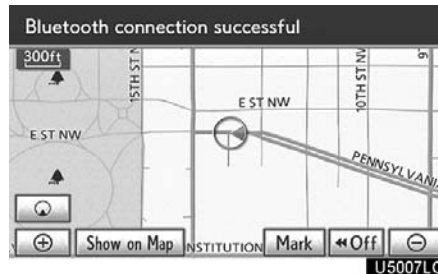 Bluetooth connection successful
300ft
15TH ST N
E ST NW
10TH ST N
9
E ST NW
PENNSYLVANI
Show on Map
NSTITUTION
Mark
Off
U5007LC